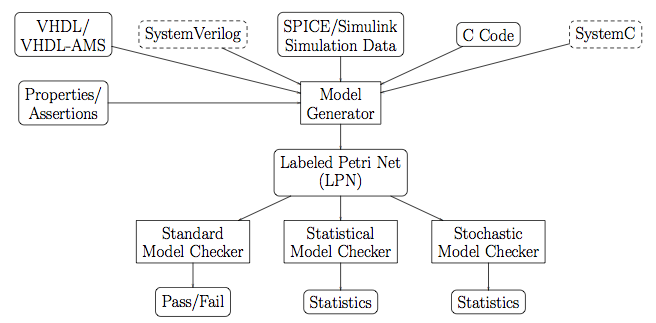 VHDL/
VHDL-AMS
SystemVerilog
SPICE/Simulink
Simulation Data
C Code
SystemC
Properties/
Assertions
Model
Generator
Labeled Petri Net
(LPN)
Standard
Model Checker
Statistical
Model Checker
Stochastic
Model Checker
Pass/Fail
Statistics
Statistics